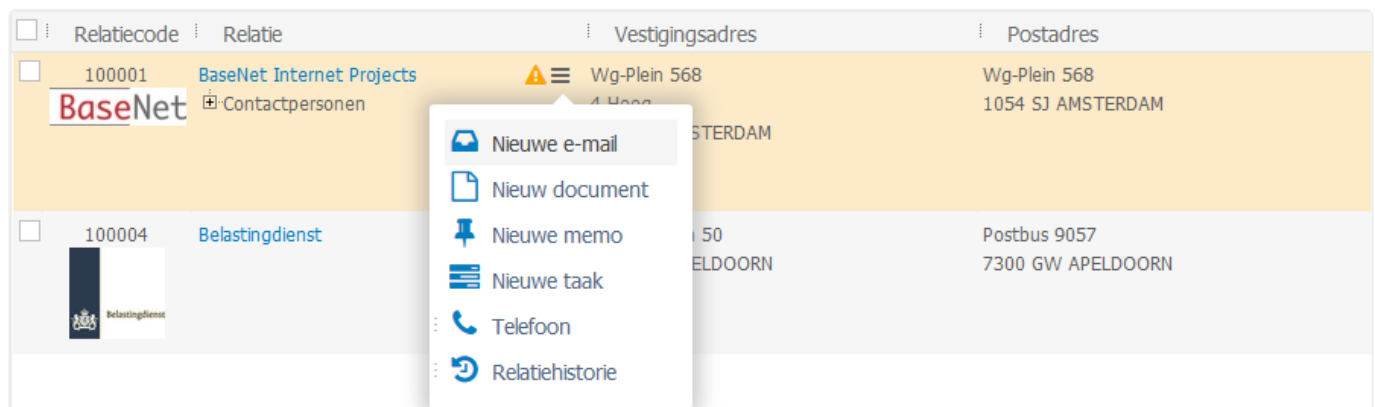 Relatiecode Relatie Vestigingsadres Postadres
100001 BaseNet Internet Projects Wg-Plein 568 Wg-Plein 568
BaseNet Contactpersonen 4 Hoog 1054 SJ AMSTERDAM
STERDAM
Nieuwe e-mail
Nieuw document
Nieuwe memo
Nieuwe taak
Telefoon
Relatiehistorie
100004 Belastingdienst 50 Postbus 9057
ELDOORN 7300 GW APELDOORN
Belastingdienst